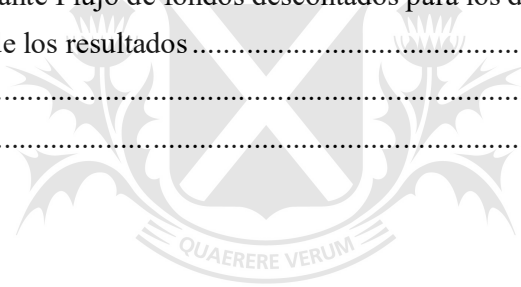 ante Flujo de fondos descontados para los d
e los resultados ................................................
................................................................................
................................................................................
QUAERERE VERUM